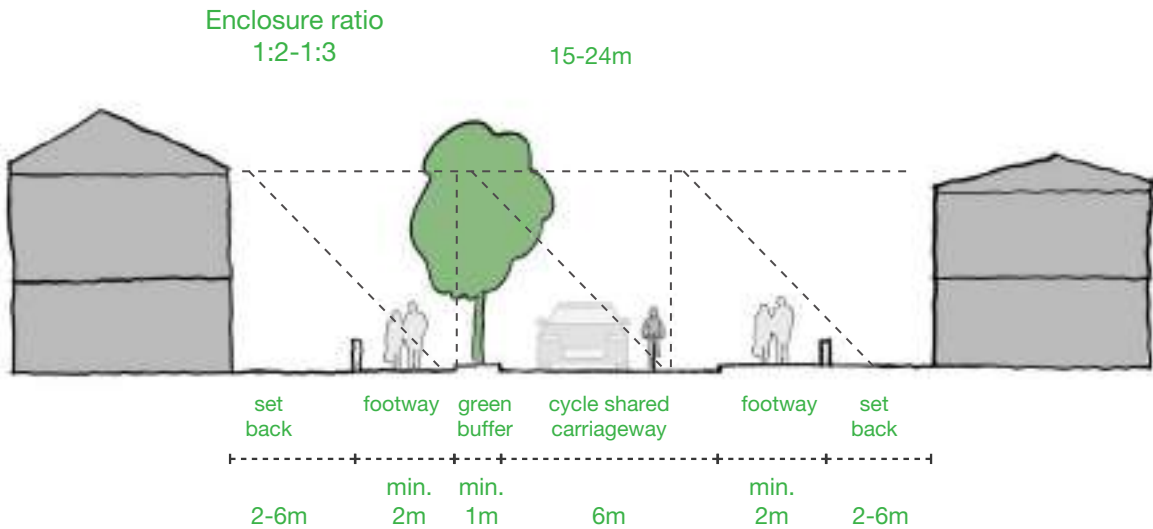 Enclosure ratio
1:2-1:3
15-24m
set
back
footway
green
buffer
cycle shared
carriageway
footway
set
back
2-6m
min.
2m
min.
1m
6m
min.
2m
2-6m